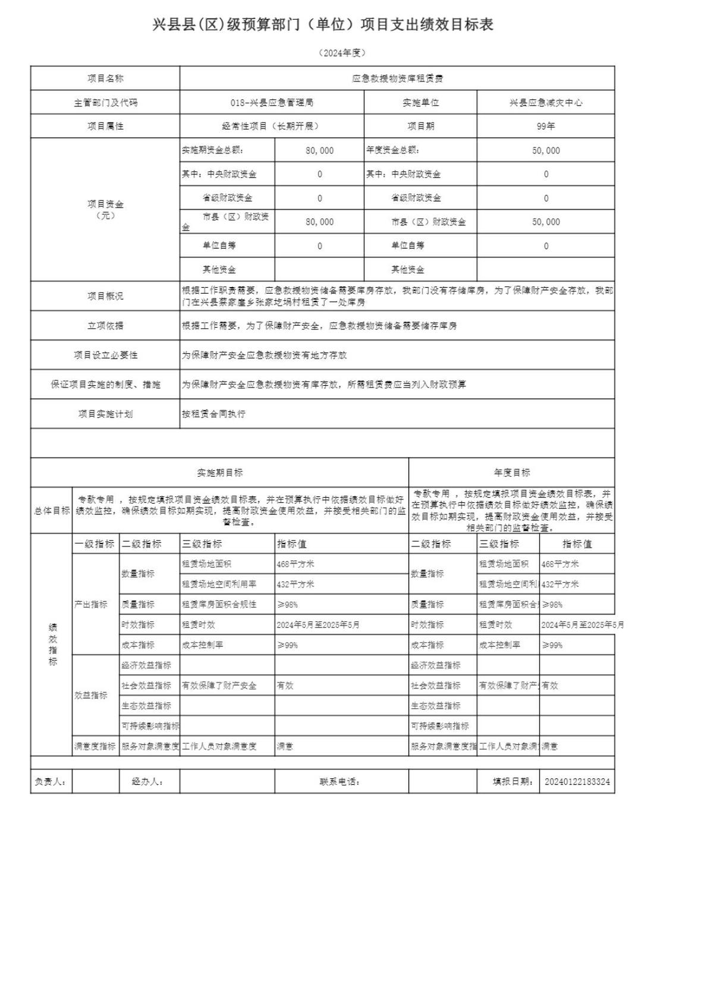 兴县县(区)级预算部门（单位）项目支出绩效目标表
（2024年度）
项目名称 应急救援物资库租赁费
主管部门及代码 018-兴县应急管理局 实施单位 兴县应急减灾中心
项目属性 经常性项目（长期开展） 项目期 99年
项目资金
（元）
实施期资金总额： 80,000 年度资金总额： 50,000
其中：中央财政资金 0 其中：中央财政资金 0
省级财政资金 0 省级财政资金 0
市县（区）财政资
金 80,000 市县（区）财政资金 50,000
单位自筹 0 单位自筹 0
其他资金 其他资金
项目概况 根据工作职责需要，应急救援物资储备需要库房存放，我部门没有存储库房，为了保障财产安全存放，我部
门在兴县蔡家崖乡张家圪埚村租赁了一处库房
立项依据 根据工作需要，为了保障财产安全，应急救援物资储备需要储存库房
项目设立必要性 为保障财产安全应急救援物资有地方存放
保证项目实施的制度、措施 为保障财产安全应急救援物资有库存放，所需租赁费应当列入财政预算
项目实施计划 按租赁合同执行
实施期目标 年度目标
总体目标
专款专用 ，按规定填报项目资金绩效目标表，并在预算执行中依据绩效目标做好
绩效监控，确保绩效目标如期实现，提高财政资金使用效益，并接受相关部门的监
督检查。
专款专用 ，按规定填报项目资金绩效目标表，并
在预算执行中依据绩效目标做好绩效监控，确保绩
效目标如期实现，提高财政资金使用效益，并接受
相关部门的监督检查。
绩
效
指
标
一级指标 二级指标 三级指标 指标值 二级指标 三级指标 指标值
产出指标 数量指标 租赁场地面积 468平方米 数量指标 租赁场地面积 468平方米
租赁场地空间利用率 432平方米 租赁场地空间利 432平方米
质量指标 租赁库房面积合规性 ≥98% 质量指标 租赁库房面积合 ≥98%
时效指标 租赁时效 2024年5月至2025年5月 时效指标 租赁时效 2024年5月至2025年5月
成本指标 成本控制率 ≥99% 成本指标 成本控制率 ≥99%
效益指标 经济效益指标 经济效益指标
社会效益指标 有效保障了财产安全 有效 社会效益指标 有效保障了财产 有效
生态效益指标 生态效益指标
可持续影响指标 可持续影响指标
满意度指标 服务对象满意度 工作人员对象满意度 满意 服务对象满意度指 工作人员对象满 满意
负责人： 经办人： 联系电话： 填报日期： 20240122183324